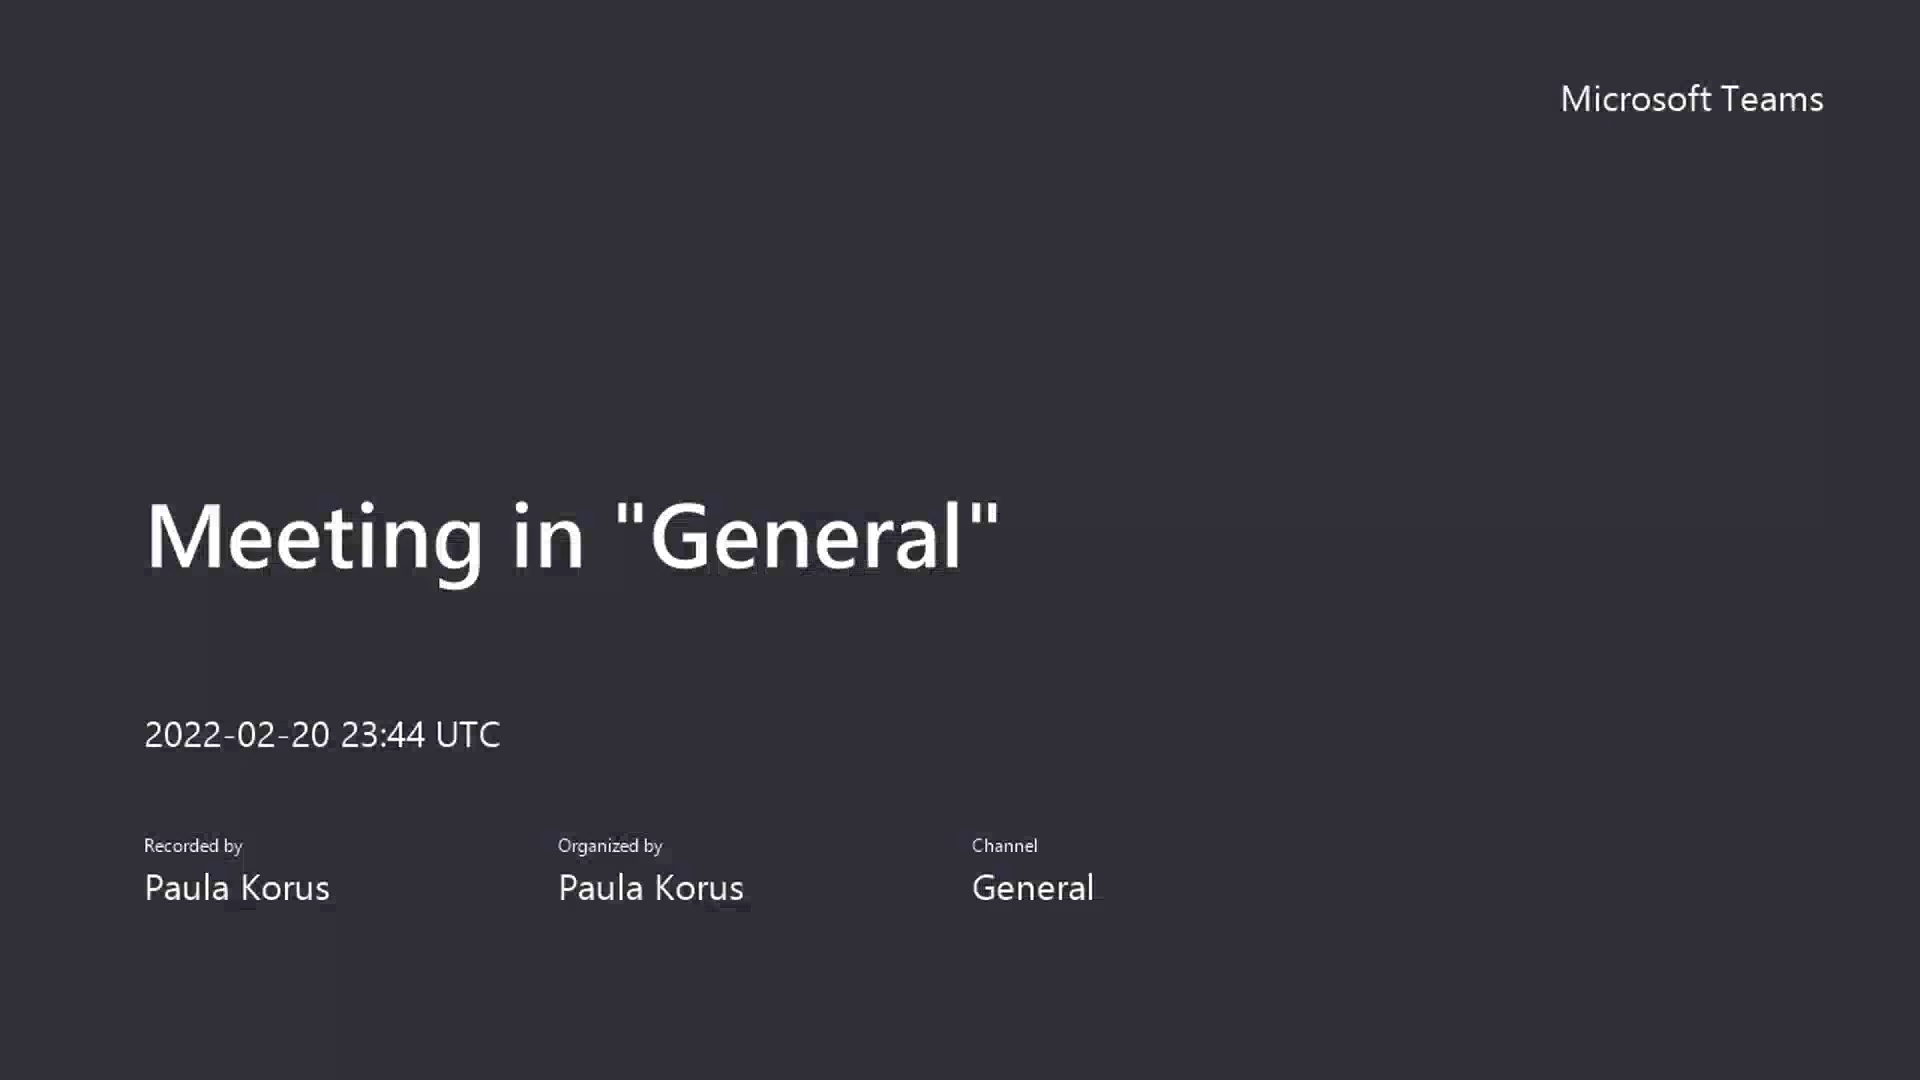 Microsoft Teams
Meeting in "General"
2022-02-20 23:44 UTC
Recorded by
Paula Korus
Organized by
Paula Korus
Channel
General